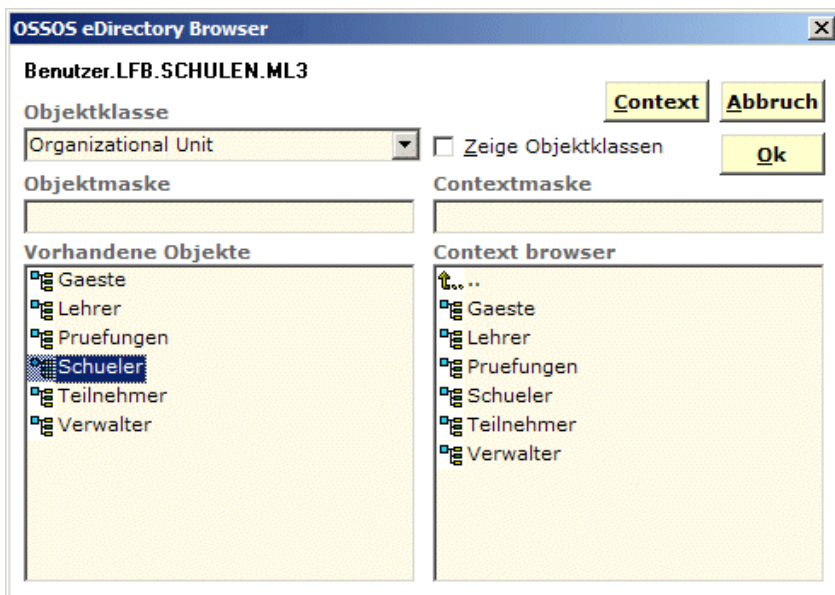 OSSOS eDirectory Browser
Benutzer.LFB.SCHULEN.ML3
Context
Abbruch
Objektklasse
Organizational Unit
Zeige Objektklassen
Ok
Objektmaske
Contextmaske
Vorhandene Objekte
Context browser
Gaeste
Lehrer
Pruefungen
Schueler
Teilnehmer
Verwalter
..
Gaeste
Lehrer
Pruefungen
Schueler
Teilnehmer
Verwalter